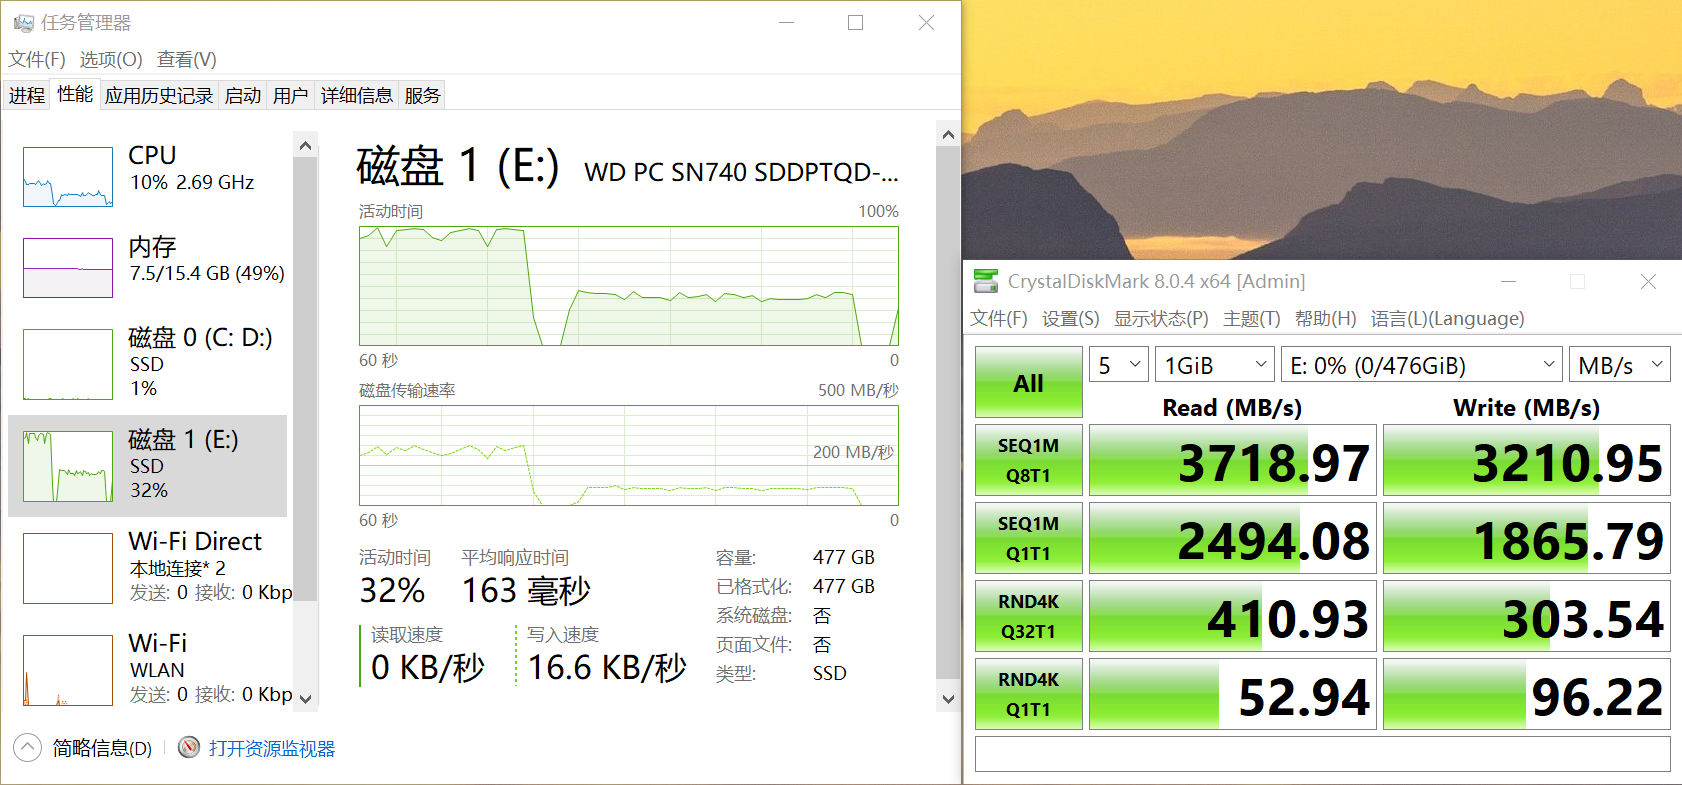 任务管理器
文件(F) 选项(O) 查看(V)
进程 性能 应用历史记录 启动 用户 详细信息 服务
CPU
10% 2.69 GHz
内存
7.5/15.4 GB (49%)
磁盘 0 (C: D:)
SSD
1%
磁盘 1 (E:)
SSD
32%
Wi-Fi Direct
本地连接* 2
发送: 0 接收: 0 Kbp
Wi-Fi
WLAN
发送: 0 接收: 0 Kbp
磁盘 1 (E:) WD PC SN740 SDDPTQD-...
活动时间 100%
60 秒 0
磁盘传输速率 500 MB/秒
200 MB/秒
60 秒 0
活动时间 平均响应时间
32% 163 毫秒
读取速度 写入速度
0 KB/秒 16.6 KB/秒
容量: 477 GB
已格式化: 477 GB
系统磁盘: 否
页面文件: 否
类型: SSD
简略信息(D) 打开资源监视器
CrystalDiskMark 8.0.4 x64 [Admin]
文件(F) 设置(S) 显示状态(P) 主题(T) 帮助(H) 语言(L)(Language)
All 5 1GiB E: 0% (0/476GiB) MB/s
Read (MB/s) Write (MB/s)
SEQ1M
Q8T1 3718.97 3210.95
SEQ1M
Q1T1 2494.08 1865.79
RND4K
Q32T1 410.93 303.54
RND4K
Q1T1 52.94 96.22